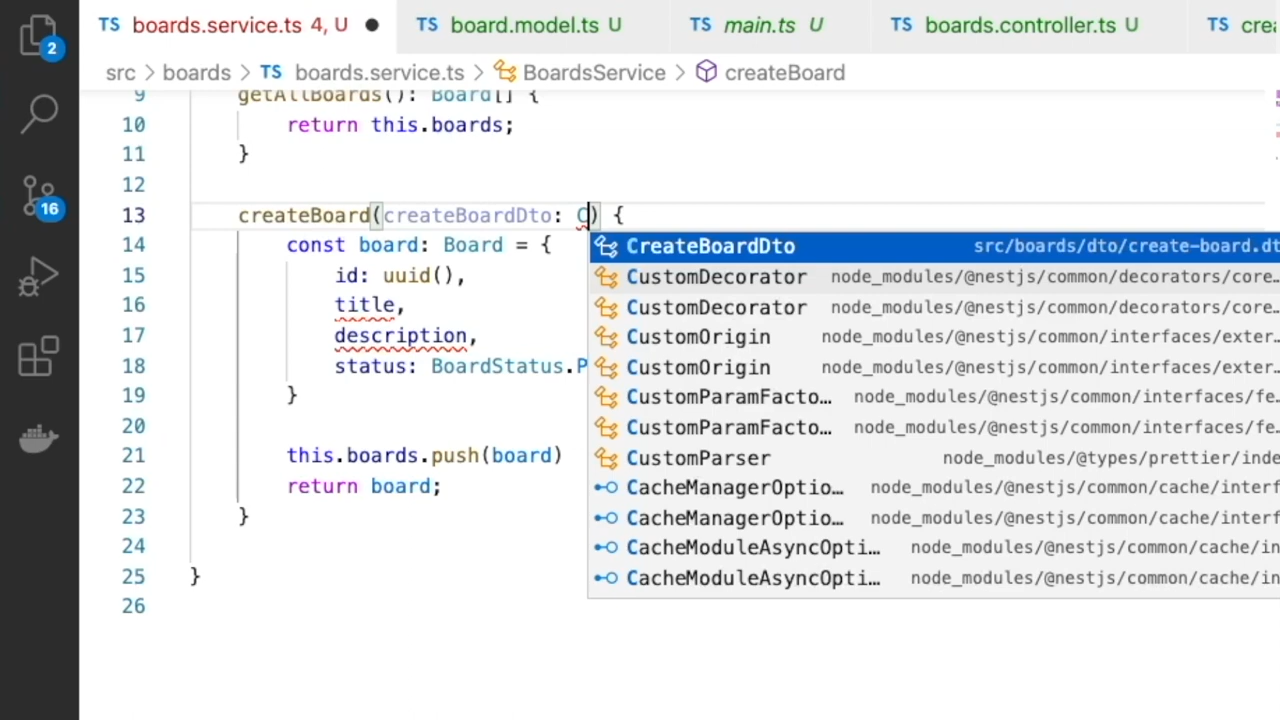 2
16
TS boards.service.ts 4, U ● TS board.model.ts U TS main.ts U TS boards.controller.ts U TS crea
src > boards > TS boards.service.ts > BoardsService > createBoard
9 getAllBoards(): Board[] {
10 return this.boards;
11 }
12
13 createBoard(createBoardDto: C) {
14 const board: Board = {
15 id: uuid(),
16 title,
17 description,
18 status: BoardStatus.P
19 }
20
21 this.boards.push(board)
22 return board;
23 }
24
25 }
26
CreateBoardDto src/boards/dto/create-board.dt
CustomDecorator node_modules/@nestjs/common/decorators/core…
CustomDecorator node_modules/@nestjs/common/decorators/core…
CustomOrigin node_modules/@nestjs/common/interfaces/exter…
CustomOrigin node_modules/@nestjs/common/interfaces/exter…
CustomParamFacto… node_modules/@nestjs/common/interfaces/fe…
CustomParamFacto… node_modules/@nestjs/common/interfaces/fe…
CustomParser node_modules/@types/prettier/inde
CacheManagerOptio… node_modules/@nestjs/common/cache/interf
CacheManagerOptio… node_modules/@nestjs/common/cache/interf
CacheModuleAsyncOpti… node_modules/@nestjs/common/cache/in
CacheModuleAsyncOpti… node_modules/@nestjs/common/cache/in